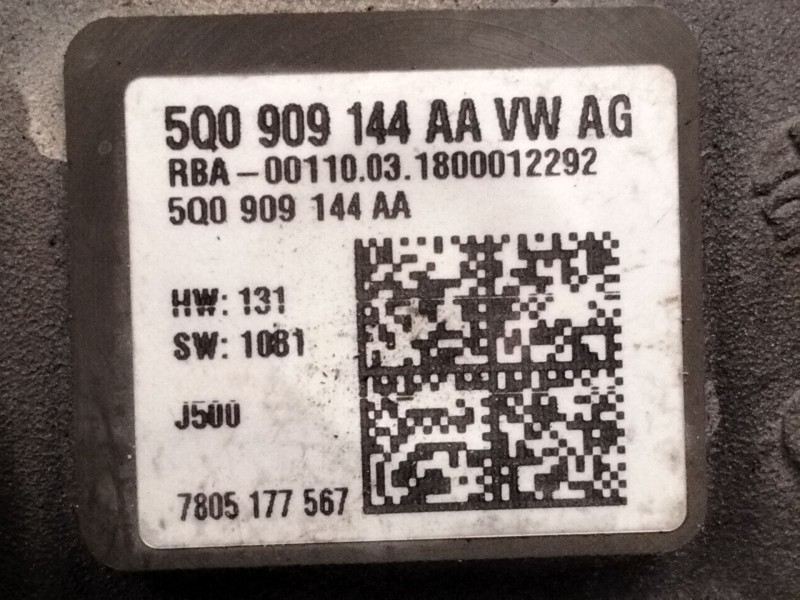 5Q0 909 144 AA VW AG
RBA-00110.03.1800012292
5Q0 909 144 AA
HW: 131
SW: 1081
J500
7805 177 567